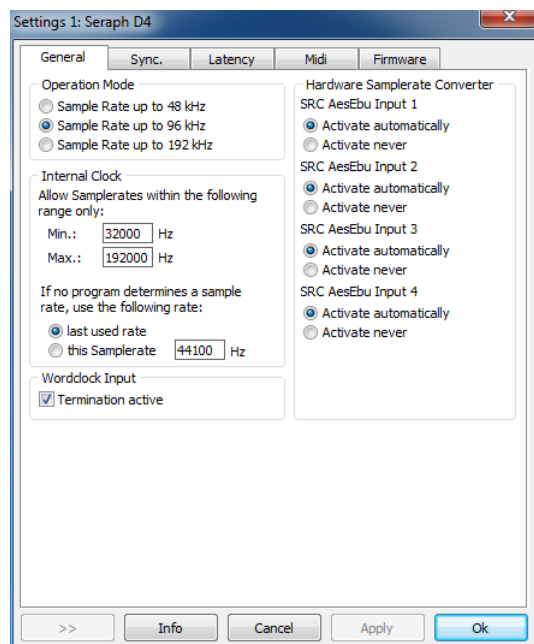 Settings 1: Seraph D4
x
General
Sync.
Latency
Midi
Firmware
Operation Mode
Sample Rate up to 48 kHz
Sample Rate up to 96 kHz
Sample Rate up to 192 kHz
Internal Clock
Allow Samplerates within the following
range only:
Min.: 32000 Hz
Max.: 192000 Hz
If no program determines a sample
rate, use the following rate:
last used rate
this Samplerate 44100 Hz
Wordclock Input
Termination active
Hardware Samplerate Converter
SRC AesEbu Input 1
Activate automatically
Activate never
SRC AesEbu Input 2
Activate automatically
Activate never
SRC AesEbu Input 3
Activate automatically
Activate never
SRC AesEbu Input 4
Activate automatically
Activate never
>>
Info
Cancel
Apply
Ok